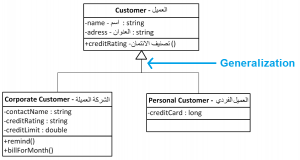 Customer - العميل
-name - اسم : string
-adress - العنوان : string
+creditRating - تصنيف الائتمان()
Generalization
Corporate Customer - الشركة العميلة
-contactName : string
-creditRating : string
-creditLimit : double
+remind()
+billForMonth()
Personal Customer - العميل الفردي
-creditCard : long